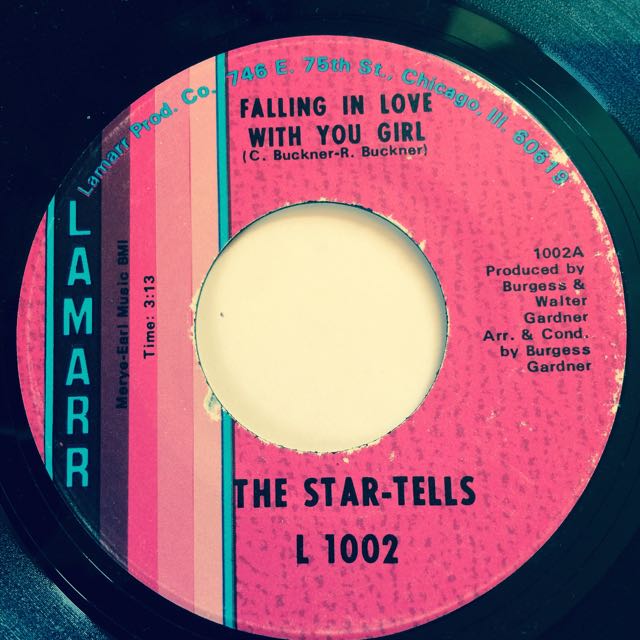 Lamarr Prod. Co. 746 E. 75th St., Chicago, Ill. 60619
FALLING IN LOVE
WITH YOU GIRL
(C. Buckner-R. Buckner)
LAMARR
Merye-Earl Music BMI
Time: 3:13
1002A
Produced by
Burgess &
Walter
Gardner
Arr. & Cond.
by Burgess
Gardner
THE STAR-TELLS
L 1002